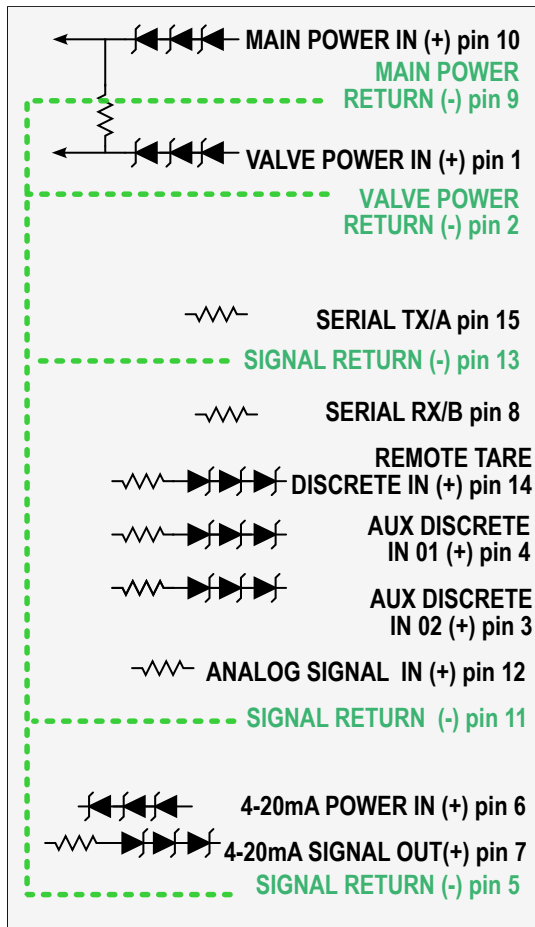 MAIN POWER IN (+) pin 10
MAIN POWER
RETURN (-) pin 9
VALVE POWER IN (+) pin 1
VALVE POWER
RETURN (-) pin 2
SERIAL TX/A pin 15
SIGNAL RETURN (-) pin 13
SERIAL RX/B pin 8
REMOTE TARE
DISCRETE IN (+) pin 14
AUX DISCRETE
IN 01 (+) pin 4
AUX DISCRETE
IN 02 (+) pin 3
ANALOG SIGNAL IN (+) pin 12
SIGNAL RETURN (-) pin 11
4-20mA POWER IN (+) pin 6
4-20mA SIGNAL OUT(+) pin 7
SIGNAL RETURN (-) pin 5